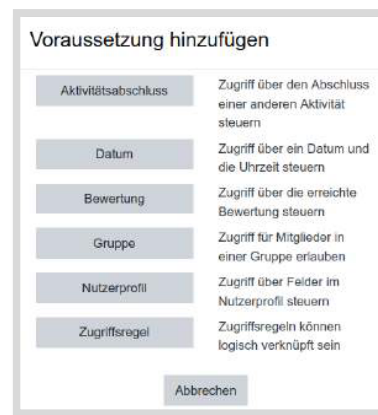 Voraussetzung hinzufügen
Aktivitätsabschluss
Zugriff über den Abschluss
einer anderen Aktivität
steuern
Datum
Zugriff über ein Datum und
die Uhrzeit steuern
Bewertung
Zugriff über die erreichte
Bewertung steuern
Gruppe
Zugriff für Mitglieder in
einer Gruppe erlauben
Nutzerprofil
Zugriff über Felder im
Nutzerprofil steuern
Zugriffsregel
Zugriffsregeln können
logisch verknüpft sein
Abbrechen